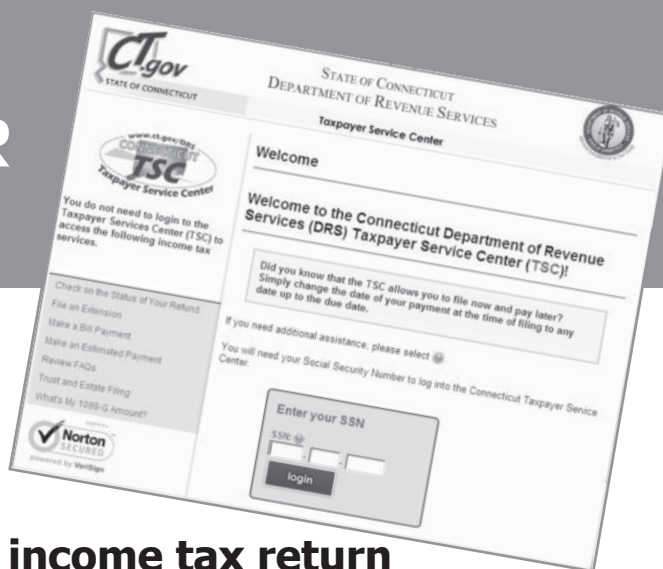 R
CT.gov
STATE OF CONNECTICUT
STATE OF CONNECTICUT
DEPARTMENT OF REVENUE SERVICES
Taxpayer Service Center
www.ct.gov/DRS
CONNECTICUT
TSC
Taxpayer Service Center
You do not need to login to the
Taxpayer Services Center (TSC) to
access the following income tax
services.
Check on the Status of Your Refund
File an Extension
Make a Bill Payment
Make an Estimated Payment
Review FAQs
Trust and Estate Filing
What's My 1099-G Amount?
Norton
SECURED
powered by VeriSign
Welcome
Welcome to the Connecticut Department of Revenue
Services (DRS) Taxpayer Service Center (TSC)!
Did you know that the TSC allows you to file now and pay later?
Simply change the date of your payment at the time of filing to any
date up to the due date.
If you need additional assistance, please select
You will need your Social Security Number to log into the Connecticut Taxpayer Service
Center.
Enter your SSN
SSN:
login
income tax return